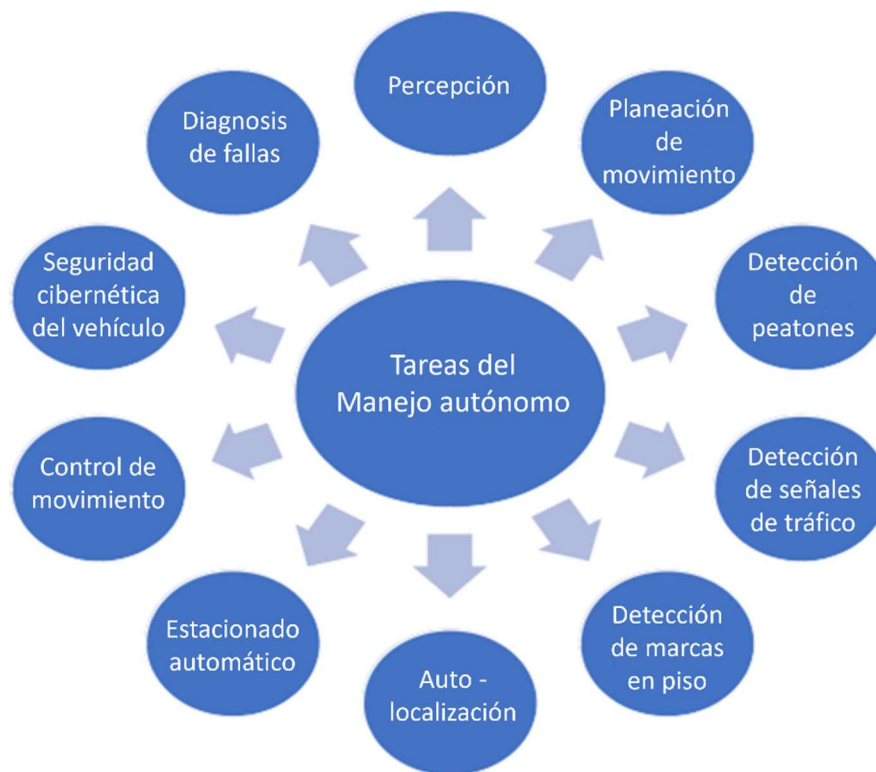 Percepción
Planeación
de
movimiento
Detección
de
peatones
Detección
de señales
de tráfico
Detección
de marcas
en piso
Auto -
localización
Estacionado
automático
Control de
movimiento
Seguridad
cibernética
del vehículo
Diagnosis
de fallas
Tareas del
Manejo autónomo